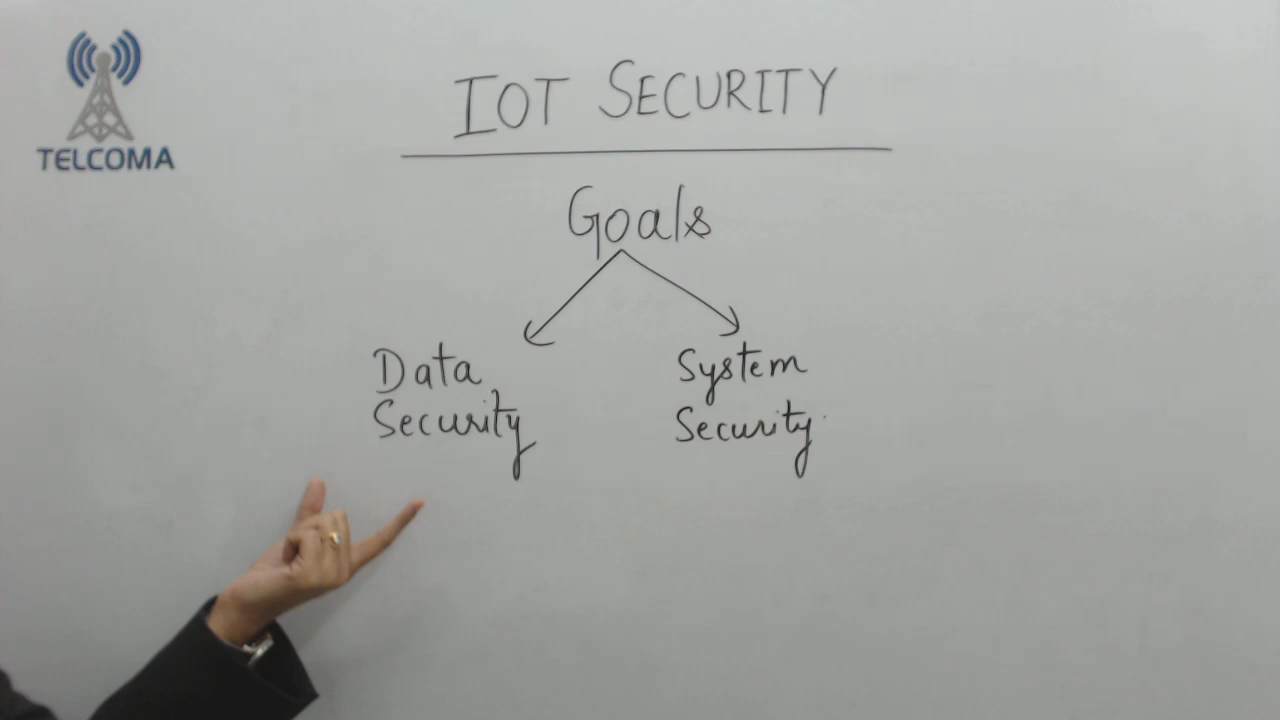 TELCOMA
IOT SECURITY
Goals
Data
Security
System
Security